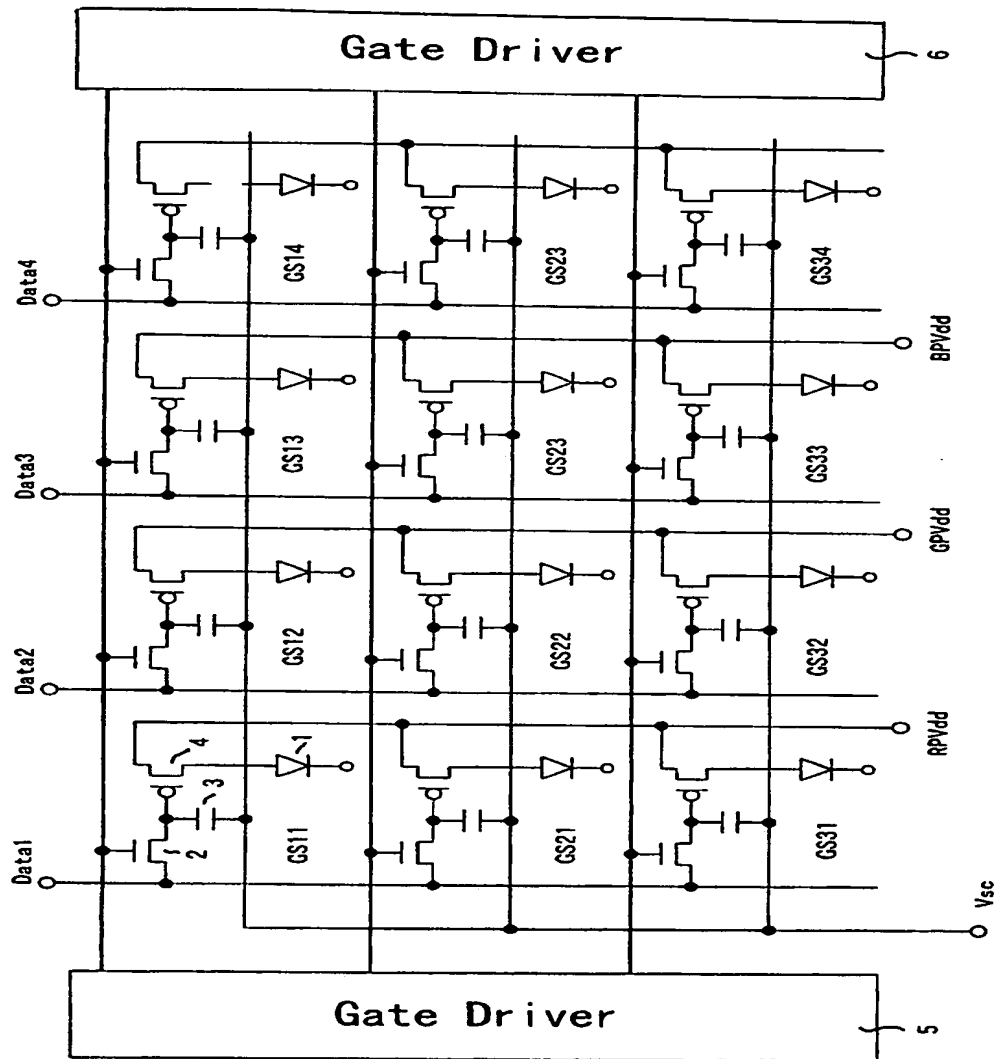 Gate Driver
6
Data4
GS14
GS23
GS34
BPVdd
Data3
GS13
GS23
GS33
GPVdd
Data2
GS12
GS22
GS32
RPVdd
Data1
4
1
3
2
GS11
GS21
GS31
Vsc
Gate Driver
5